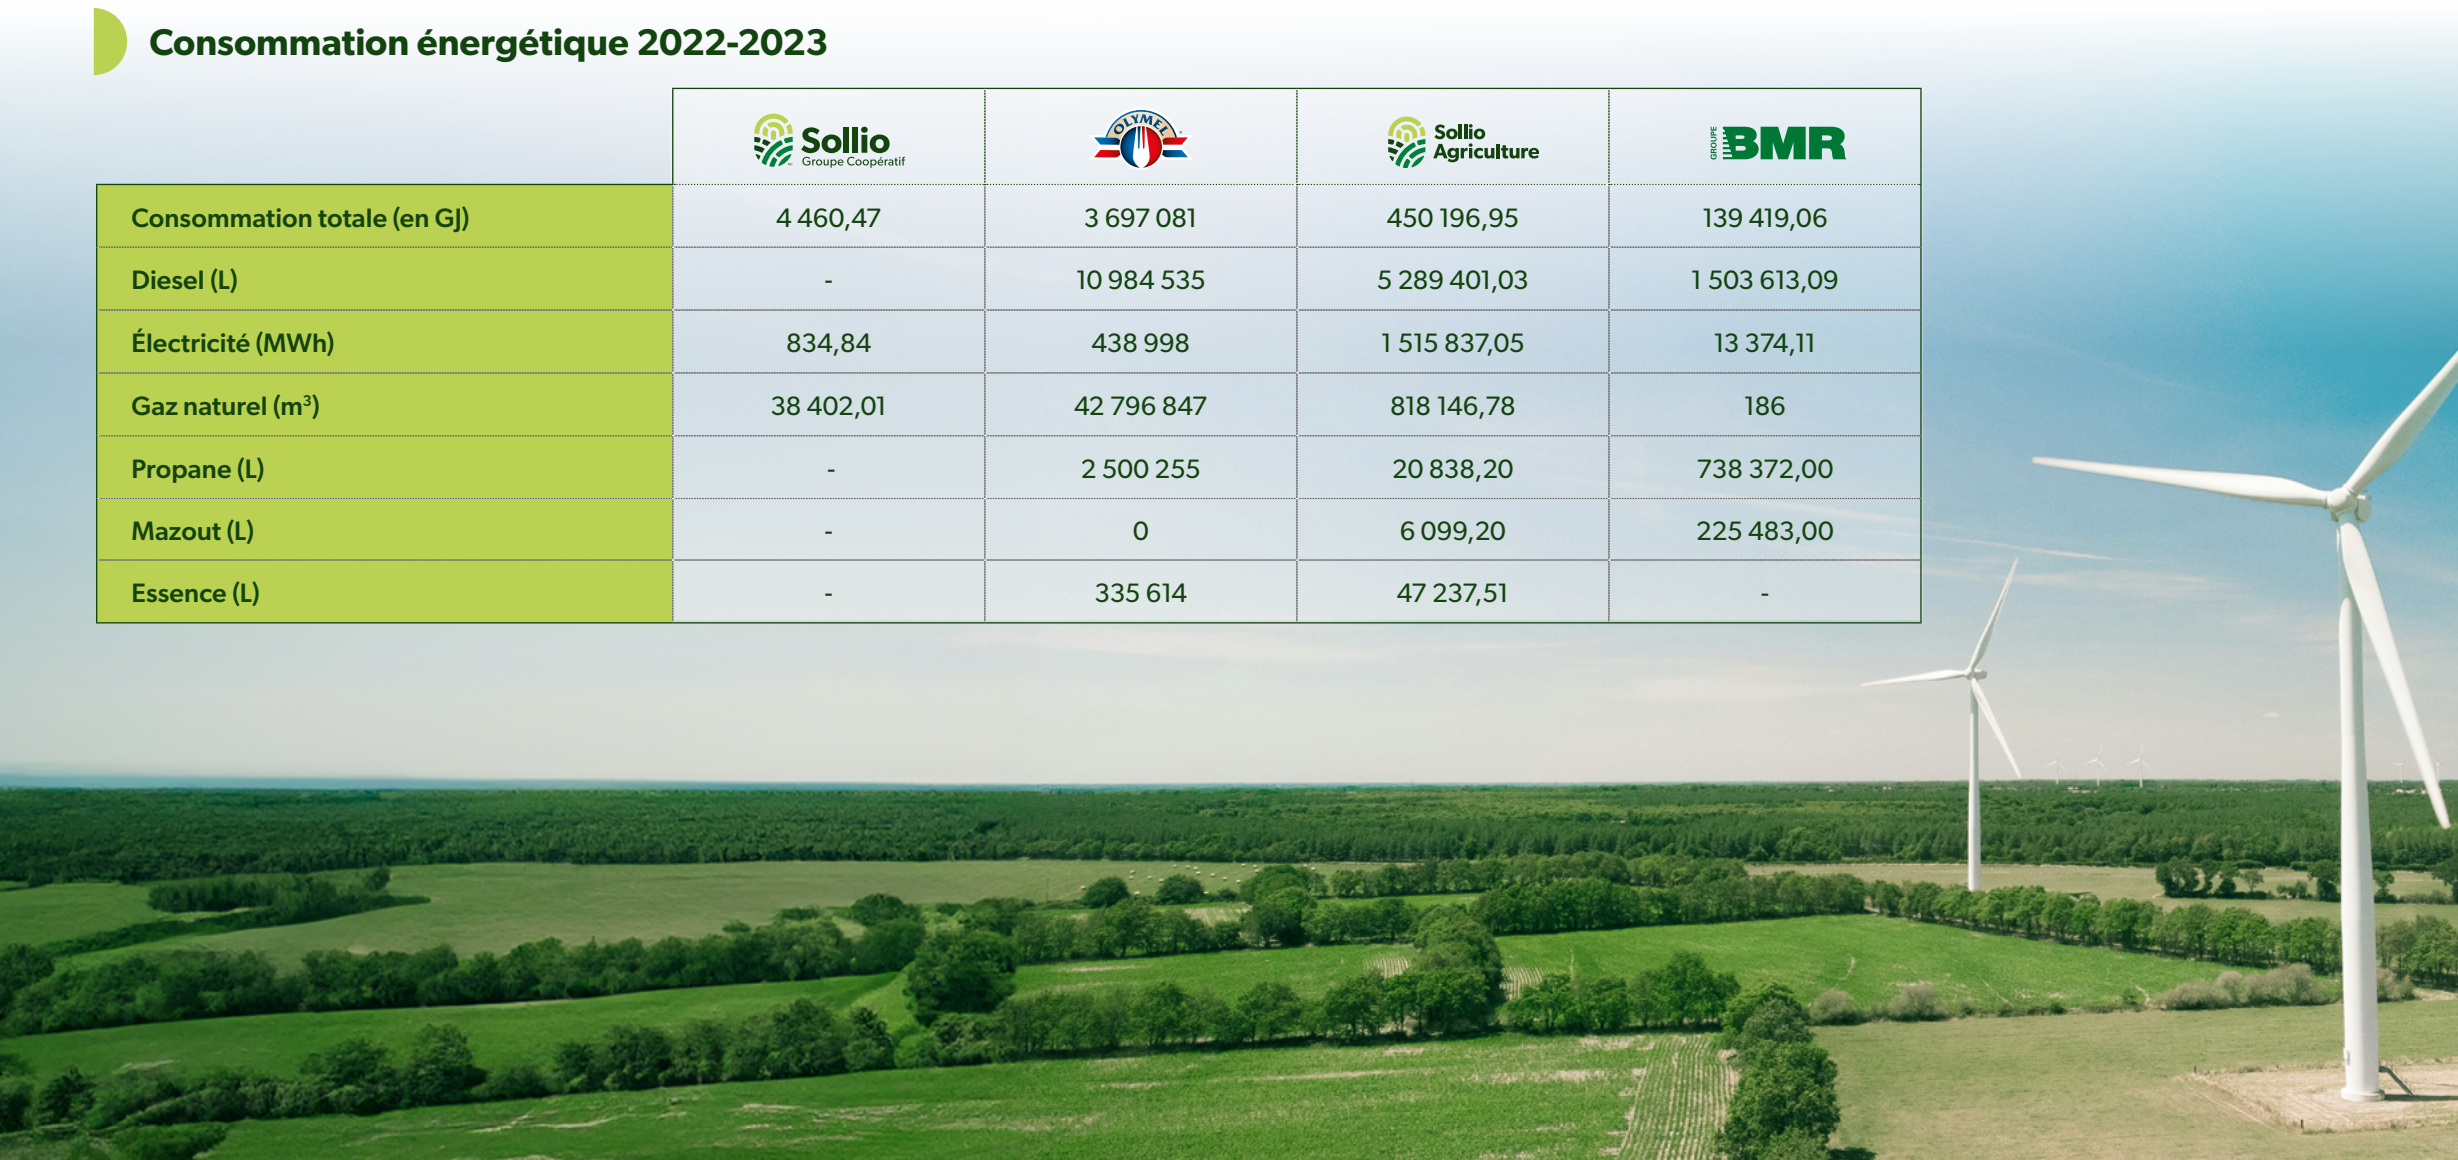 Consommation énergétique 2022-2023
Sollio
Groupe Coopératif
OLYMEL
Sollio
Agriculture
GROUPE BMR
Consommation totale (en GJ) 4 460,47 3 697 081 450 196,95 139 419,06
Diesel (L) - 10 984 535 5 289 401,03 1 503 613,09
Électricité (MWh) 834,84 438 998 1 515 837,05 13 374,11
Gaz naturel (m³) 38 402,01 42 796 847 818 146,78 186
Propane (L) - 2 500 255 20 838,20 738 372,00
Mazout (L) - 0 6 099,20 225 483,00
Essence (L) - 335 614 47 237,51 -